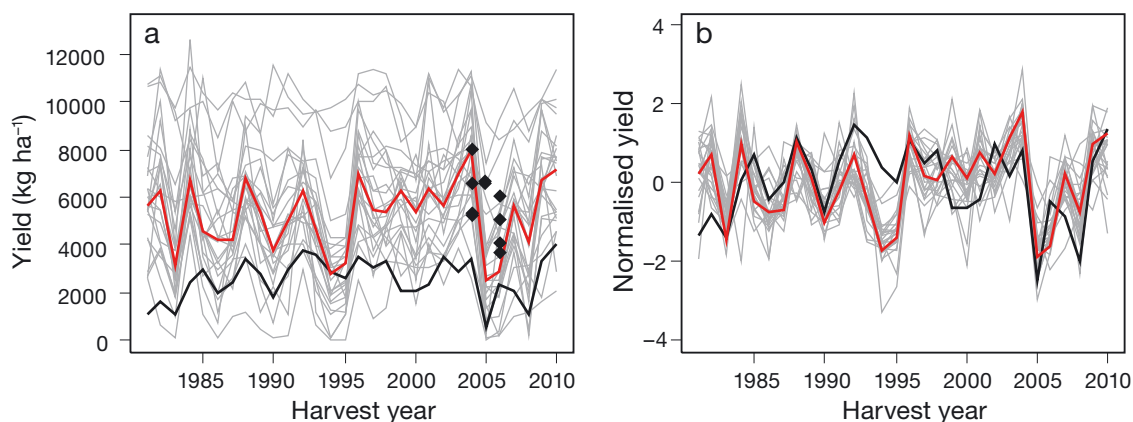 a
Yield (kg ha⁻¹)
12000
10000
8000
6000
4000
2000
0
1985 1990 1995 2000 2005 2010
Harvest year
b
Normalised yield
4
2
0
−2
−4
1985 1990 1995 2000 2005 2010
Harvest year